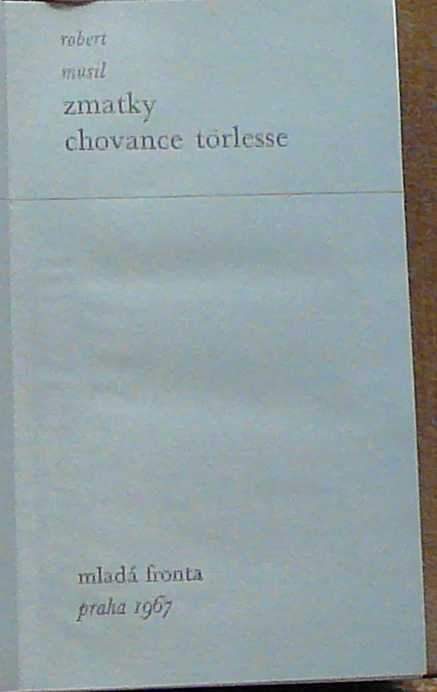 robert
musil
zmatky
chovance törlesse
mladá fronta
praha 1967